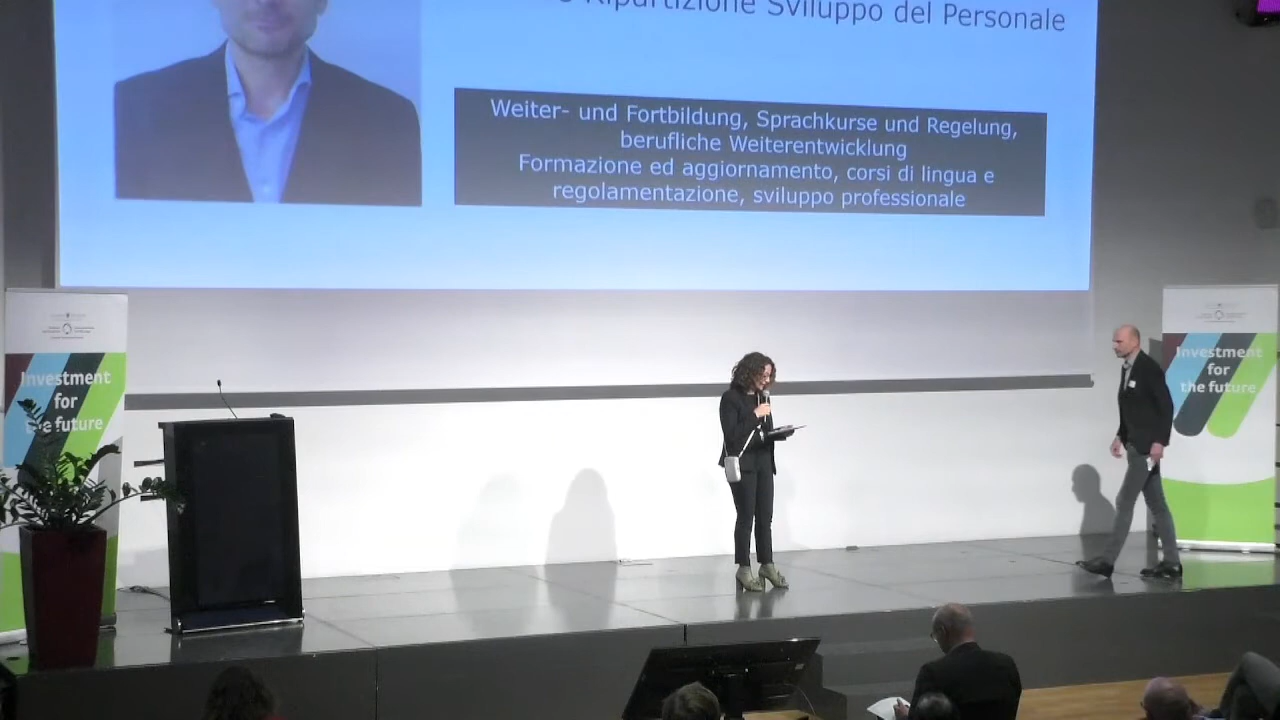 Ripartizione Sviluppo del Personale
Weiter- und Fortbildung, Sprachkurse und Regelung,
berufliche Weiterentwicklung
Formazione ed aggiornamento, corsi di lingua e
regolamentazione, sviluppo professionale
Investment
for
the future
Investment
for
the future